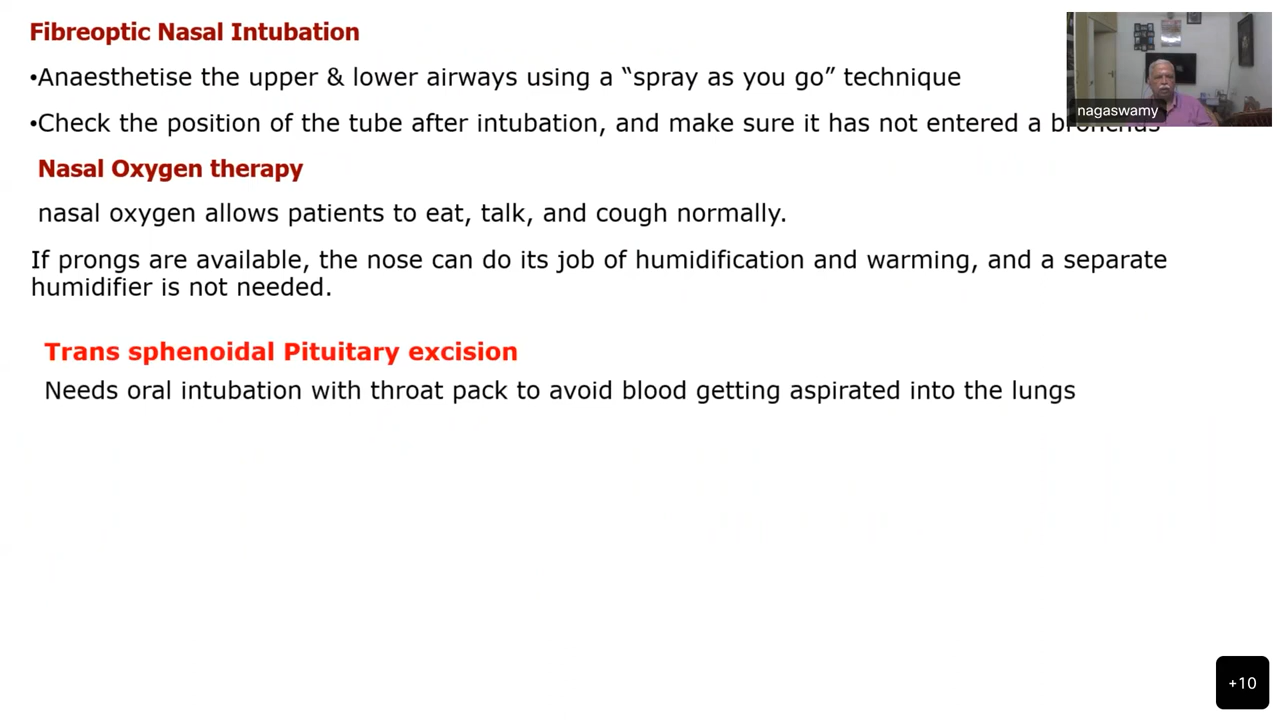 Fibreoptic Nasal Intubation
•Anaesthetise the upper & lower airways using a “spray as you go” technique
•Check the position of the tube after intubation, and make sure it has not entered a bronchus
nagaswamy
Nasal Oxygen therapy
nasal oxygen allows patients to eat, talk, and cough normally.
If prongs are available, the nose can do its job of humidification and warming, and a separate
humidifier is not needed.
Trans sphenoidal Pituitary excision
Needs oral intubation with throat pack to avoid blood getting aspirated into the lungs
+10